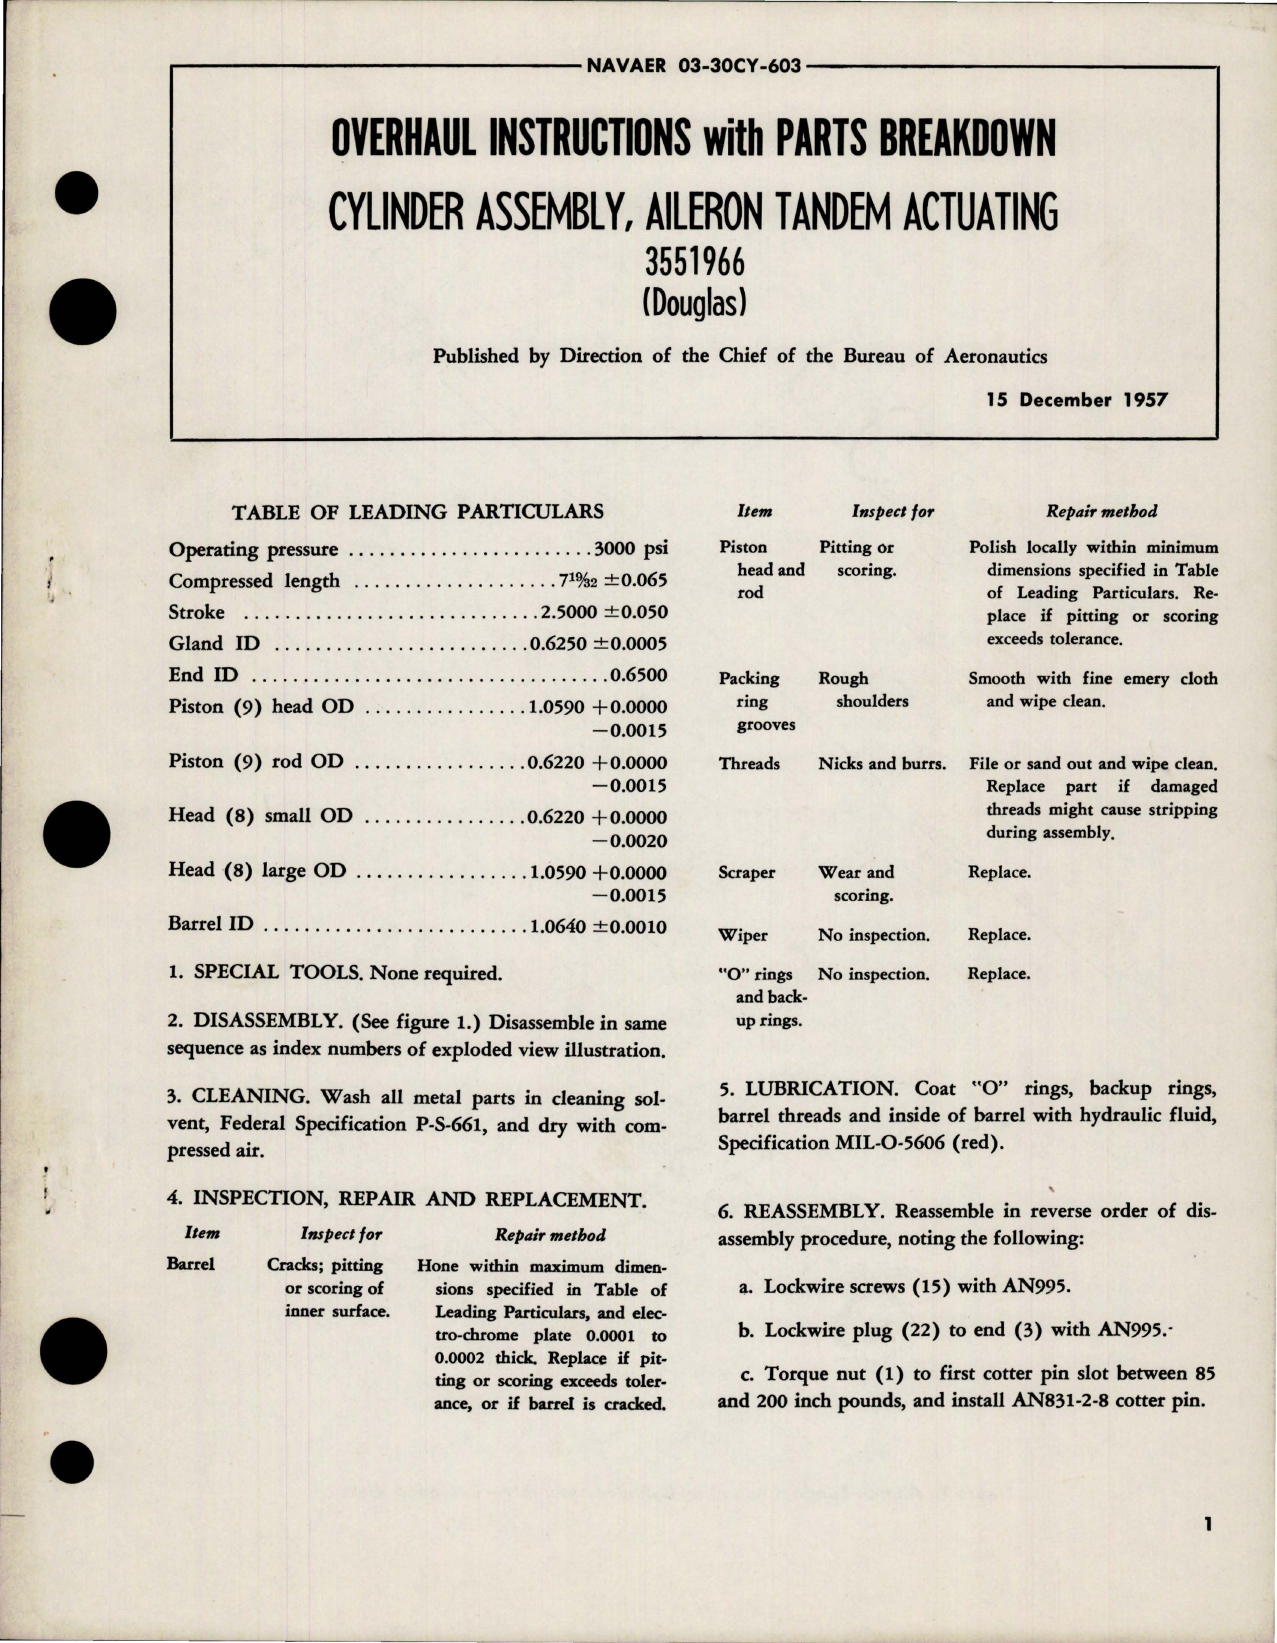 NAVAER 03-30CY-603
OVERHAUL INSTRUCTIONS with PARTS BREAKDOWN
CYLINDER ASSEMBLY, AILERON TANDEM ACTUATING
3551966
(Douglas)
Published by Direction of the Chief of the Bureau of Aeronautics
15 December 1957
TABLE OF LEADING PARTICULARS
Operating pressure ........................ 3000 psi
Compressed length .................... 7 19/32 ±0.065
Stroke ............................. 2.5000 ±0.050
Gland ID ......................... 0.6250 ±0.0005
End ID ................................... 0.6500
Piston (9) head OD ................ 1.0590 +0.0000
−0.0015
Piston (9) rod OD ................. 0.6220 +0.0000
−0.0015
Head (8) small OD ................ 0.6220 +0.0000
−0.0020
Head (8) large OD ................. 1.0590 +0.0000
−0.0015
Barrel ID .......................... 1.0640 ±0.0010
1. SPECIAL TOOLS. None required.
2. DISASSEMBLY. (See figure 1.) Disassemble in same
sequence as index numbers of exploded view illustration.
3. CLEANING. Wash all metal parts in cleaning sol-
vent, Federal Specification P-S-661, and dry with com-
pressed air.
4. INSPECTION, REPAIR AND REPLACEMENT.
Item Inspect for Repair method
Barrel Cracks; pitting Hone within maximum dimen-
or scoring of sions specified in Table of
inner surface. Leading Particulars, and elec-
tro-chrome plate 0.0001 to
0.0002 thick. Replace if pit-
ting or scoring exceeds toler-
ance, or if barrel is cracked.
Item Inspect for Repair method
Piston Pitting or Polish locally within minimum
head and scoring. dimensions specified in Table
rod of Leading Particulars. Re-
place if pitting or scoring
exceeds tolerance.
Packing Rough Smooth with fine emery cloth
ring shoulders and wipe clean.
grooves
Threads Nicks and burrs. File or sand out and wipe clean.
Replace part if damaged
threads might cause stripping
during assembly.
Scraper Wear and Replace.
scoring.
Wiper No inspection. Replace.
"O" rings No inspection. Replace.
and back-
up rings.
5. LUBRICATION. Coat "O" rings, backup rings,
barrel threads and inside of barrel with hydraulic fluid,
Specification MIL-O-5606 (red).
6. REASSEMBLY. Reassemble in reverse order of dis-
assembly procedure, noting the following:
a. Lockwire screws (15) with AN995.
b. Lockwire plug (22) to end (3) with AN995.
c. Torque nut (1) to first cotter pin slot between 85
and 200 inch pounds, and install AN831-2-8 cotter pin.
1